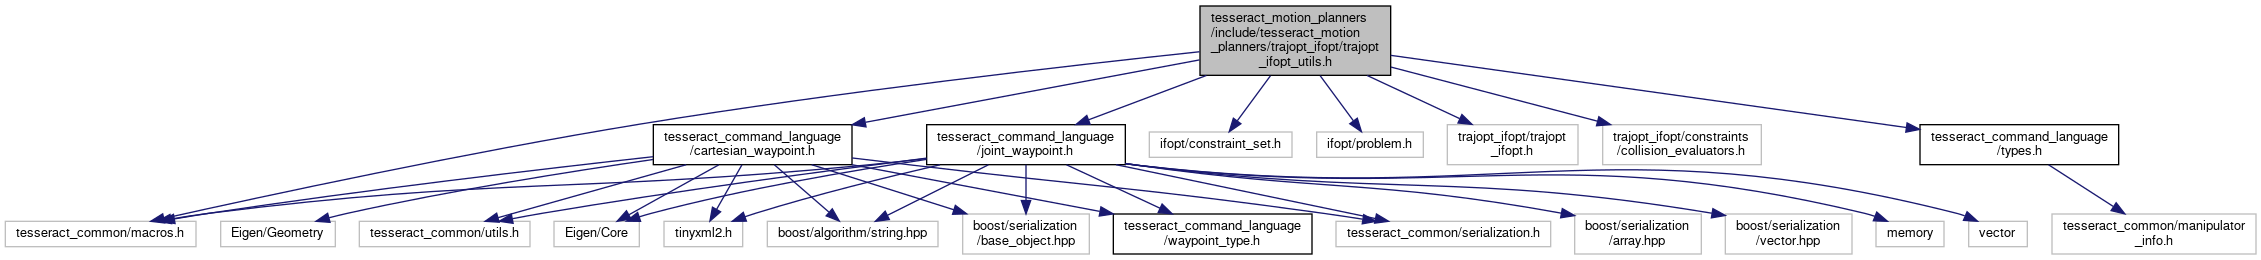 tesseract_motion_planners
/include/tesseract_motion
_planners/trajopt_ifopt/trajopt
_ifopt_utils.h
tesseract_command_language
/cartesian_waypoint.h
tesseract_command_language
/joint_waypoint.h
ifopt/constraint_set.h
ifopt/problem.h
trajopt_ifopt/trajopt
_ifopt.h
trajopt_ifopt/constraints
/collision_evaluators.h
tesseract_command_language
/types.h
tesseract_common/macros.h
Eigen/Geometry
tesseract_common/utils.h
Eigen/Core
tinyxml2.h
boost/algorithm/string.hpp
boost/serialization
/base_object.hpp
tesseract_command_language
/waypoint_type.h
tesseract_common/serialization.h
boost/serialization
/array.hpp
boost/serialization
/vector.hpp
memory
vector
tesseract_common/manipulator
_info.h